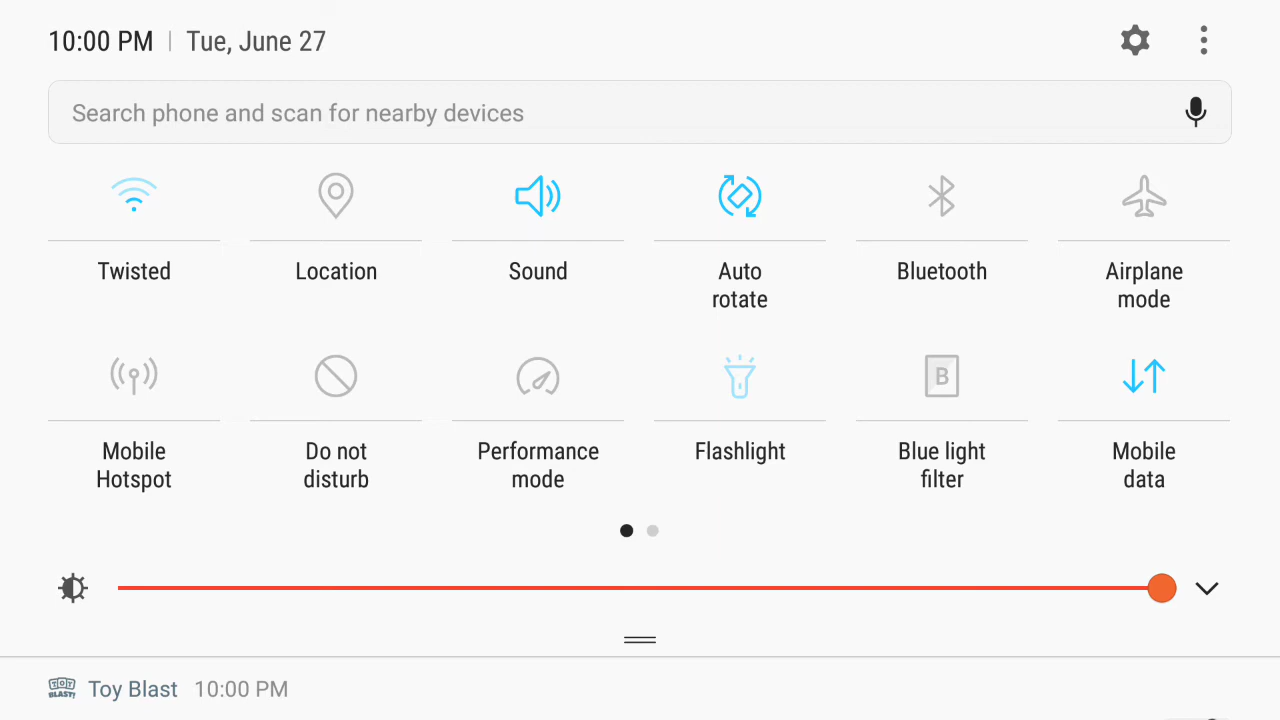 10:00 PM | Tue, June 27
Search phone and scan for nearby devices
Twisted
Location
Sound
Auto
rotate
Bluetooth
Airplane
mode
Mobile
Hotspot
Do not
disturb
Performance
mode
Flashlight
B
Blue light
filter
Mobile
data
TOY
BLAST!
Toy Blast 10:00 PM